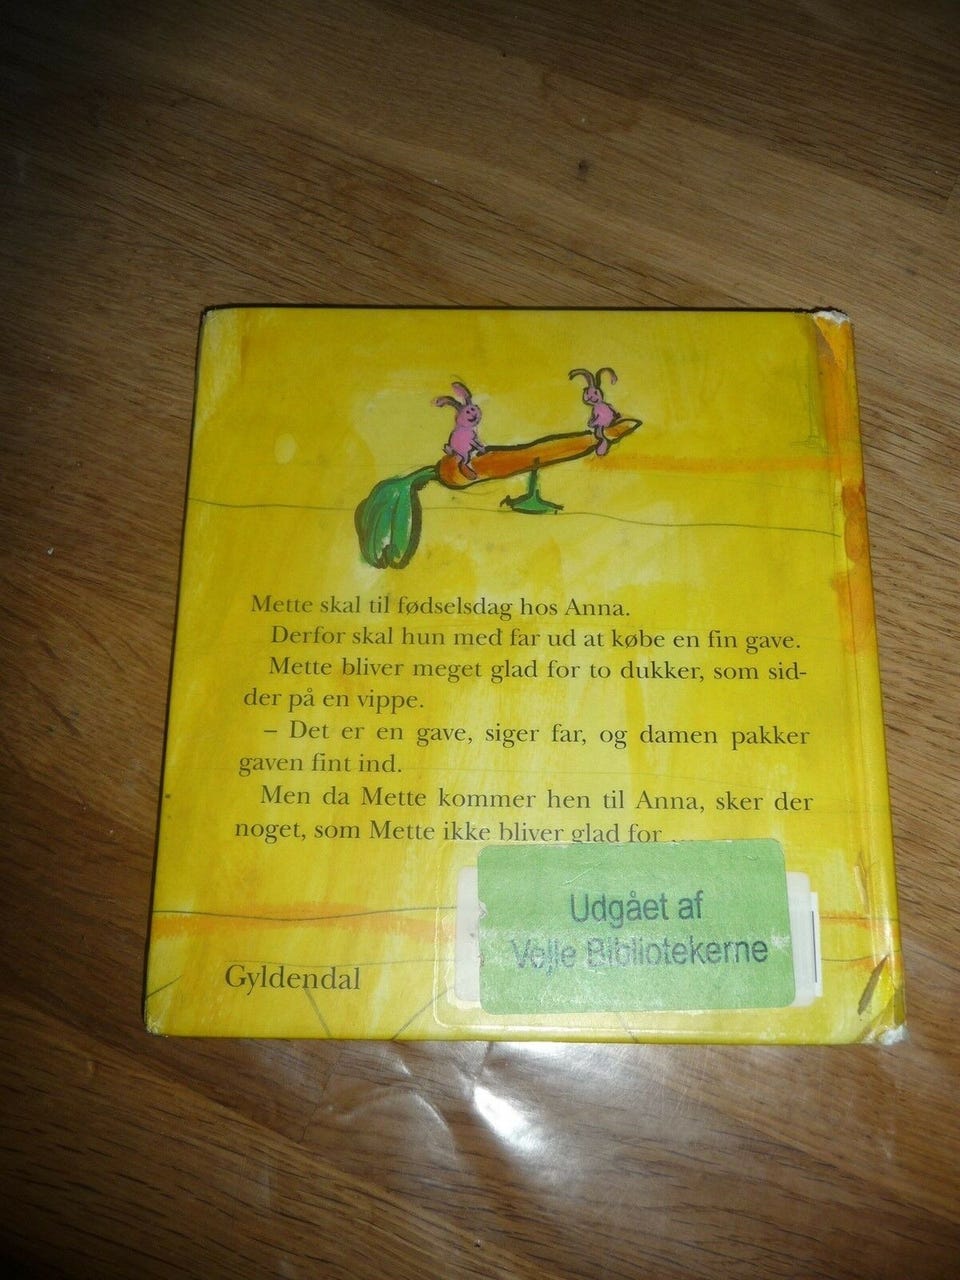 Mette skal til fødselsdag hos Anna.
Derfor skal hun med far ud at købe en fin gave.
Mette bliver meget glad for to dukker, som sid-
der på en vippe.
– Det er en gave, siger far, og damen pakker
gaven fint ind.
Men da Mette kommer hen til Anna, sker der
noget, som Mette ikke bliver glad for ...
Udgået af
Vejle Bibliotekerne
Gyldendal